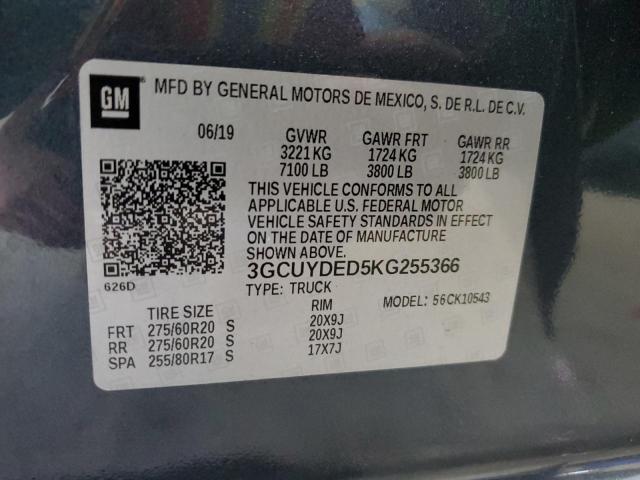 GM MFD BY GENERAL MOTORS DE MEXICO, S. DE R.L. DE C.V.
06/19 GVWR GAWR FRT GAWR RR
3221 KG 1724 KG 1724 KG
7100 LB 3800 LB 3800 LB
THIS VEHICLE CONFORMS TO ALL
APPLICABLE U.S. FEDERAL MOTOR
VEHICLE SAFETY STANDARDS IN EFFECT
ON THE DATE OF MANUFACTURE
SHOWN ABOVE.
3GCUYDED5KG255366
626D TYPE: TRUCK MODEL: 56CK10543
TIRE SIZE RIM
FRT 275/60R20 S 20X9J
RR 275/60R20 S 20X9J
SPA 255/80R17 S 17X7J